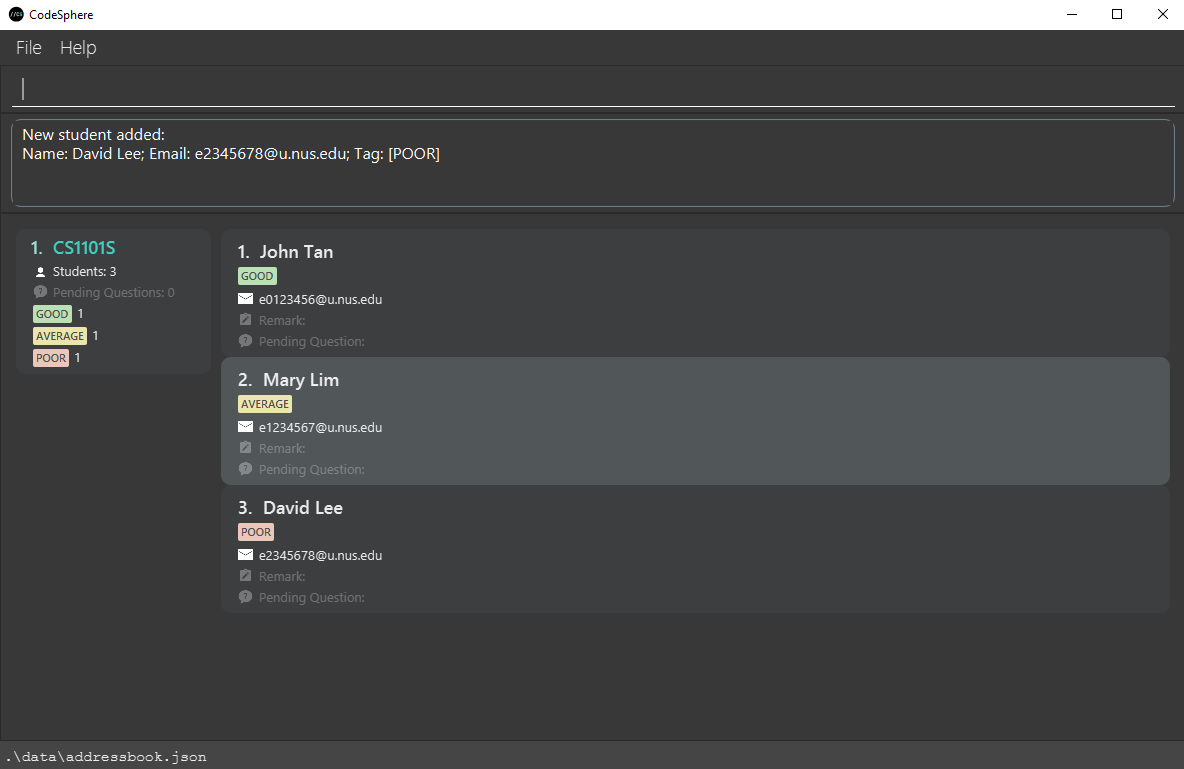 CodeSphere
File Help
New student added:
Name: David Lee; Email: e2345678@u.nus.edu; Tag: [POOR]
1. CS1101S
Students: 3
Pending Questions: 0
GOOD 1
AVERAGE 1
POOR 1
1. John Tan
GOOD
e0123456@u.nus.edu
Remark:
Pending Question:
2. Mary Lim
AVERAGE
e1234567@u.nus.edu
Remark:
Pending Question:
3. David Lee
POOR
e2345678@u.nus.edu
Remark:
Pending Question:
.\data\addressbook.json